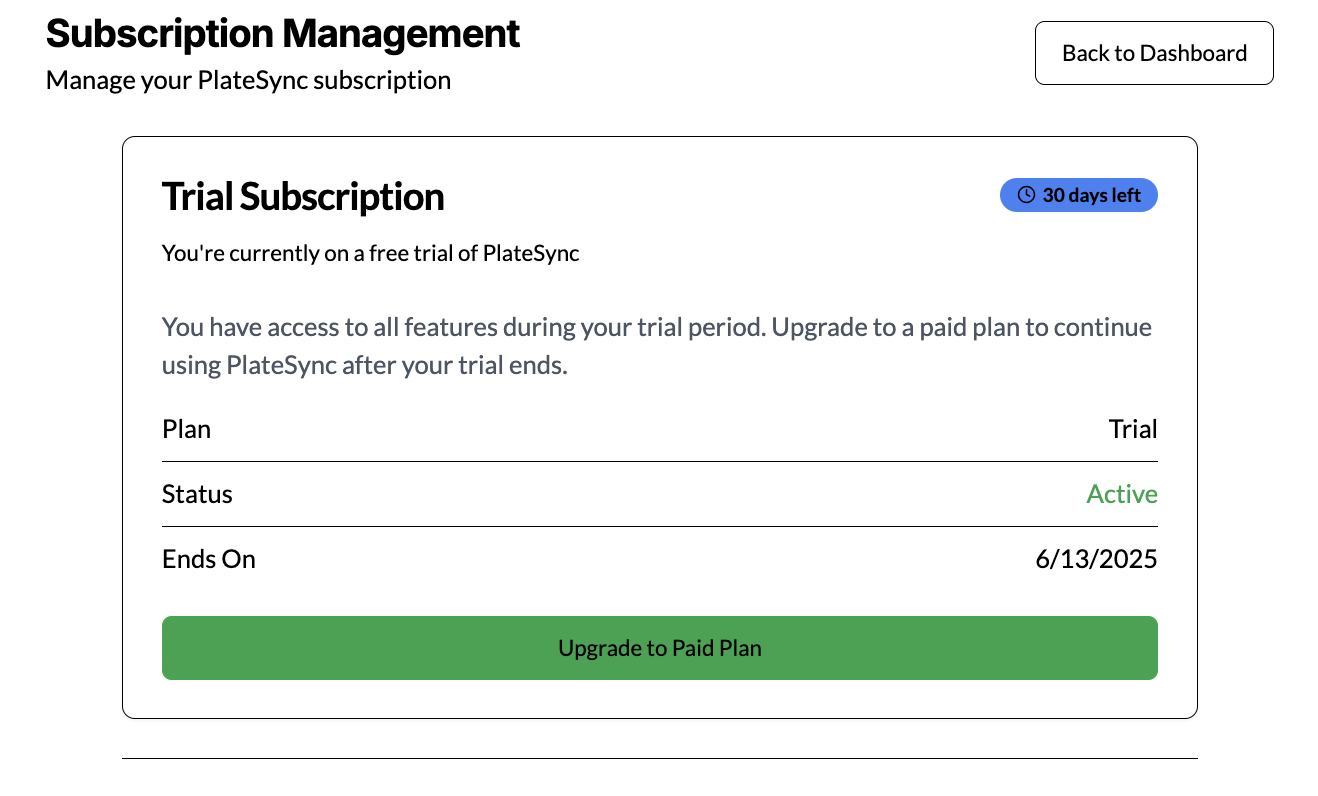 Subscription Management
Manage your PlateSync subscription
Back to Dashboard
Trial Subscription
30 days left
You're currently on a free trial of PlateSync
You have access to all features during your trial period. Upgrade to a paid plan to continue
using PlateSync after your trial ends.
Plan Trial
Status Active
Ends On 6/13/2025
Upgrade to Paid Plan